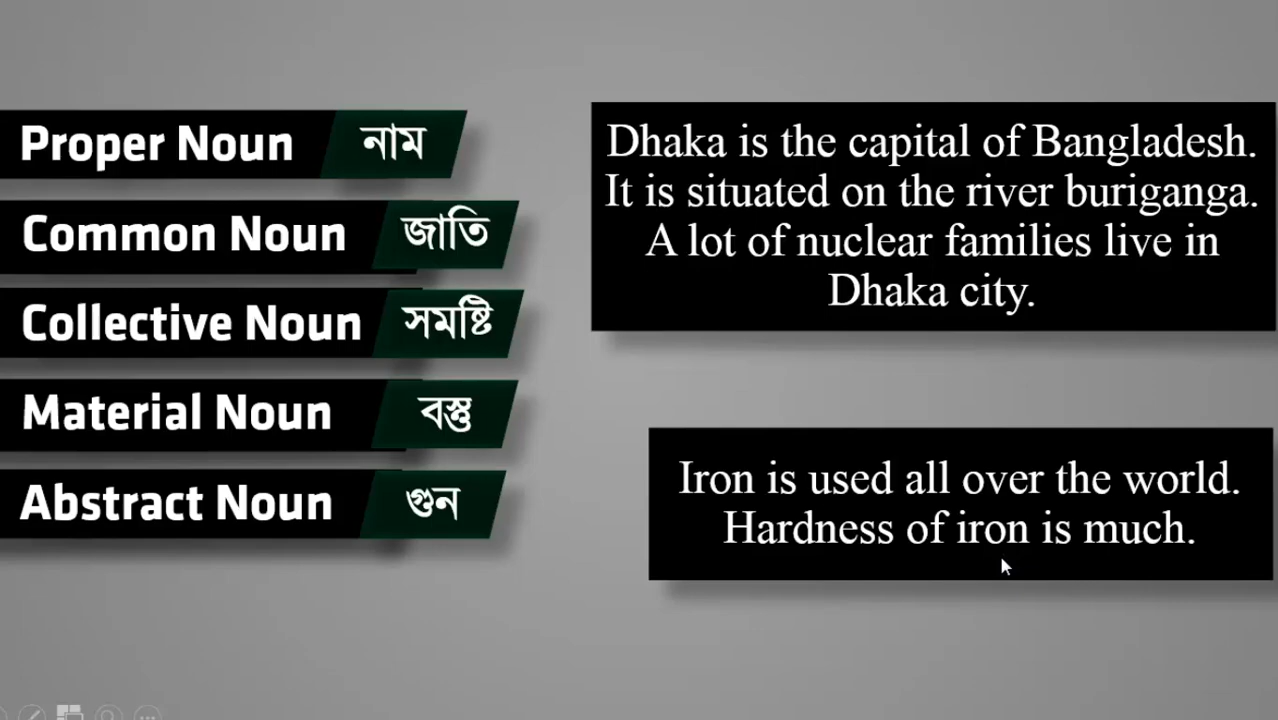 Proper Noun নাম
Common Noun জাতি
Collective Noun সমষ্টি
Material Noun বস্তু
Abstract Noun গুন
Dhaka is the capital of Bangladesh.
It is situated on the river buriganga.
A lot of nuclear families live in
Dhaka city.
Iron is used all over the world.
Hardness of iron is much.